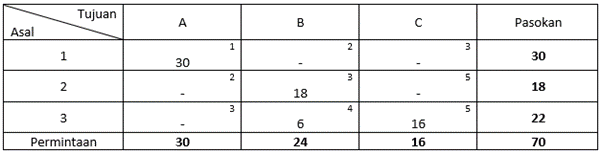 Tujuan
Asal
A B C Pasokan
1 30 1 - 2 - 3 30
2 - 2 18 3 - 5 18
3 - 3 6 4 16 5 22
Permintaan 30 24 16 70